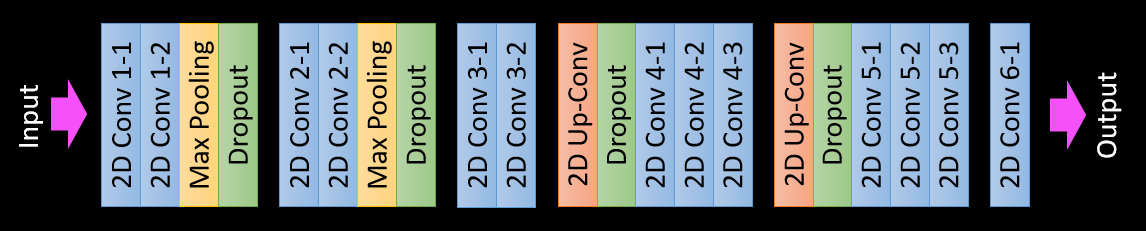 Input
2D Conv 1-1
2D Conv 1-2
Max Pooling
Dropout
2D Conv 2-1
2D Conv 2-2
Max Pooling
Dropout
2D Conv 3-1
2D Conv 3-2
2D Up-Conv
Dropout
2D Conv 4-1
2D Conv 4-2
2D Conv 4-3
2D Up-Conv
Dropout
2D Conv 5-1
2D Conv 5-2
2D Conv 5-3
2D Conv 6-1
Output